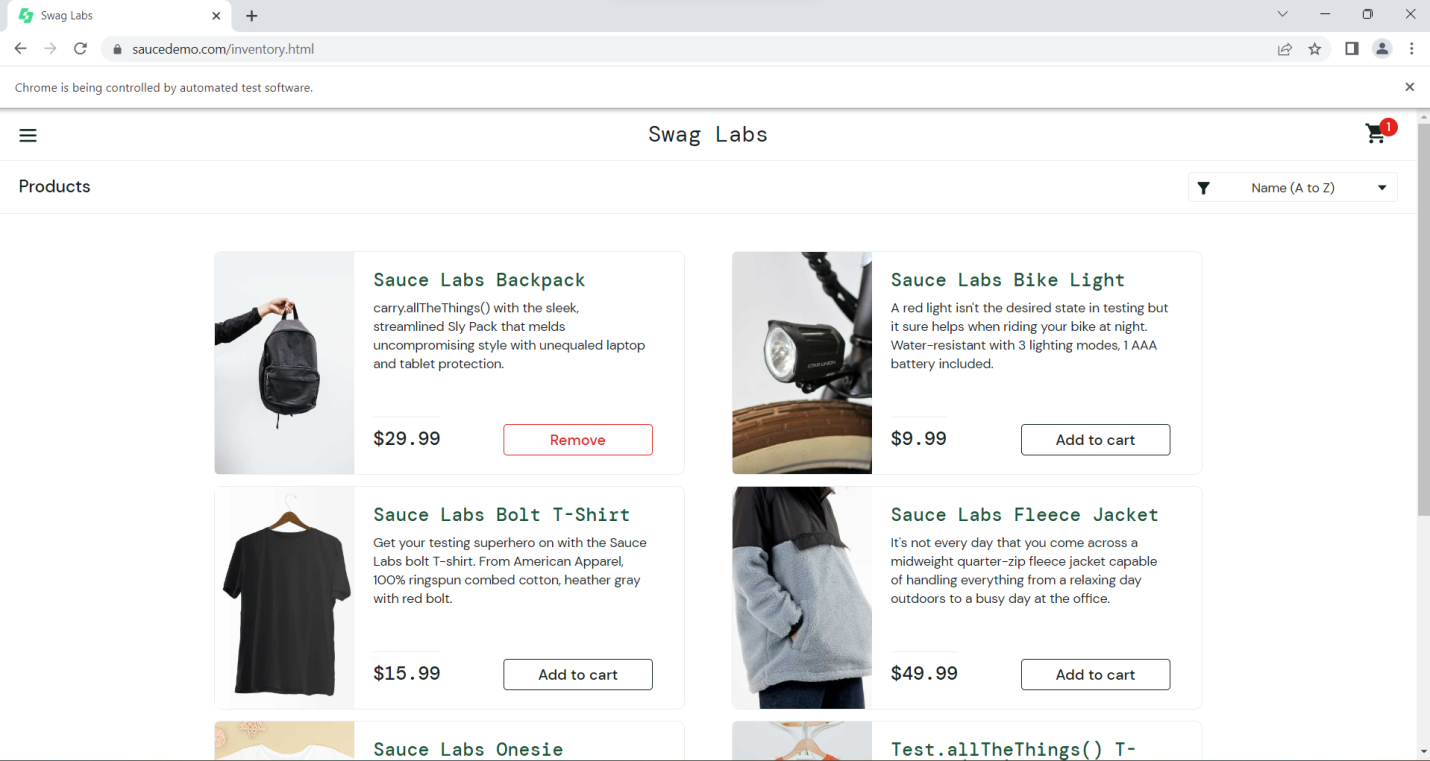 Swag Labs
saucedemo.com/inventory.html
Chrome is being controlled by automated test software.
Swag Labs
1
Products
Name (A to Z)
Sauce Labs Backpack
carry.allTheThings() with the sleek,
streamlined Sly Pack that melds
uncompromising style with unequaled laptop
and tablet protection.
$29.99
Remove
Sauce Labs Bike Light
A red light isn't the desired state in testing but
it sure helps when riding your bike at night.
Water-resistant with 3 lighting modes, 1 AAA
battery included.
$9.99
Add to cart
Sauce Labs Bolt T-Shirt
Get your testing superhero on with the Sauce
Labs bolt T-shirt. From American Apparel,
100% ringspun combed cotton, heather gray
with red bolt.
$15.99
Add to cart
Sauce Labs Fleece Jacket
It's not every day that you come across a
midweight quarter-zip fleece jacket capable
of handling everything from a relaxing day
outdoors to a busy day at the office.
$49.99
Add to cart
Sauce Labs Onesie
Test.allTheThings() T-